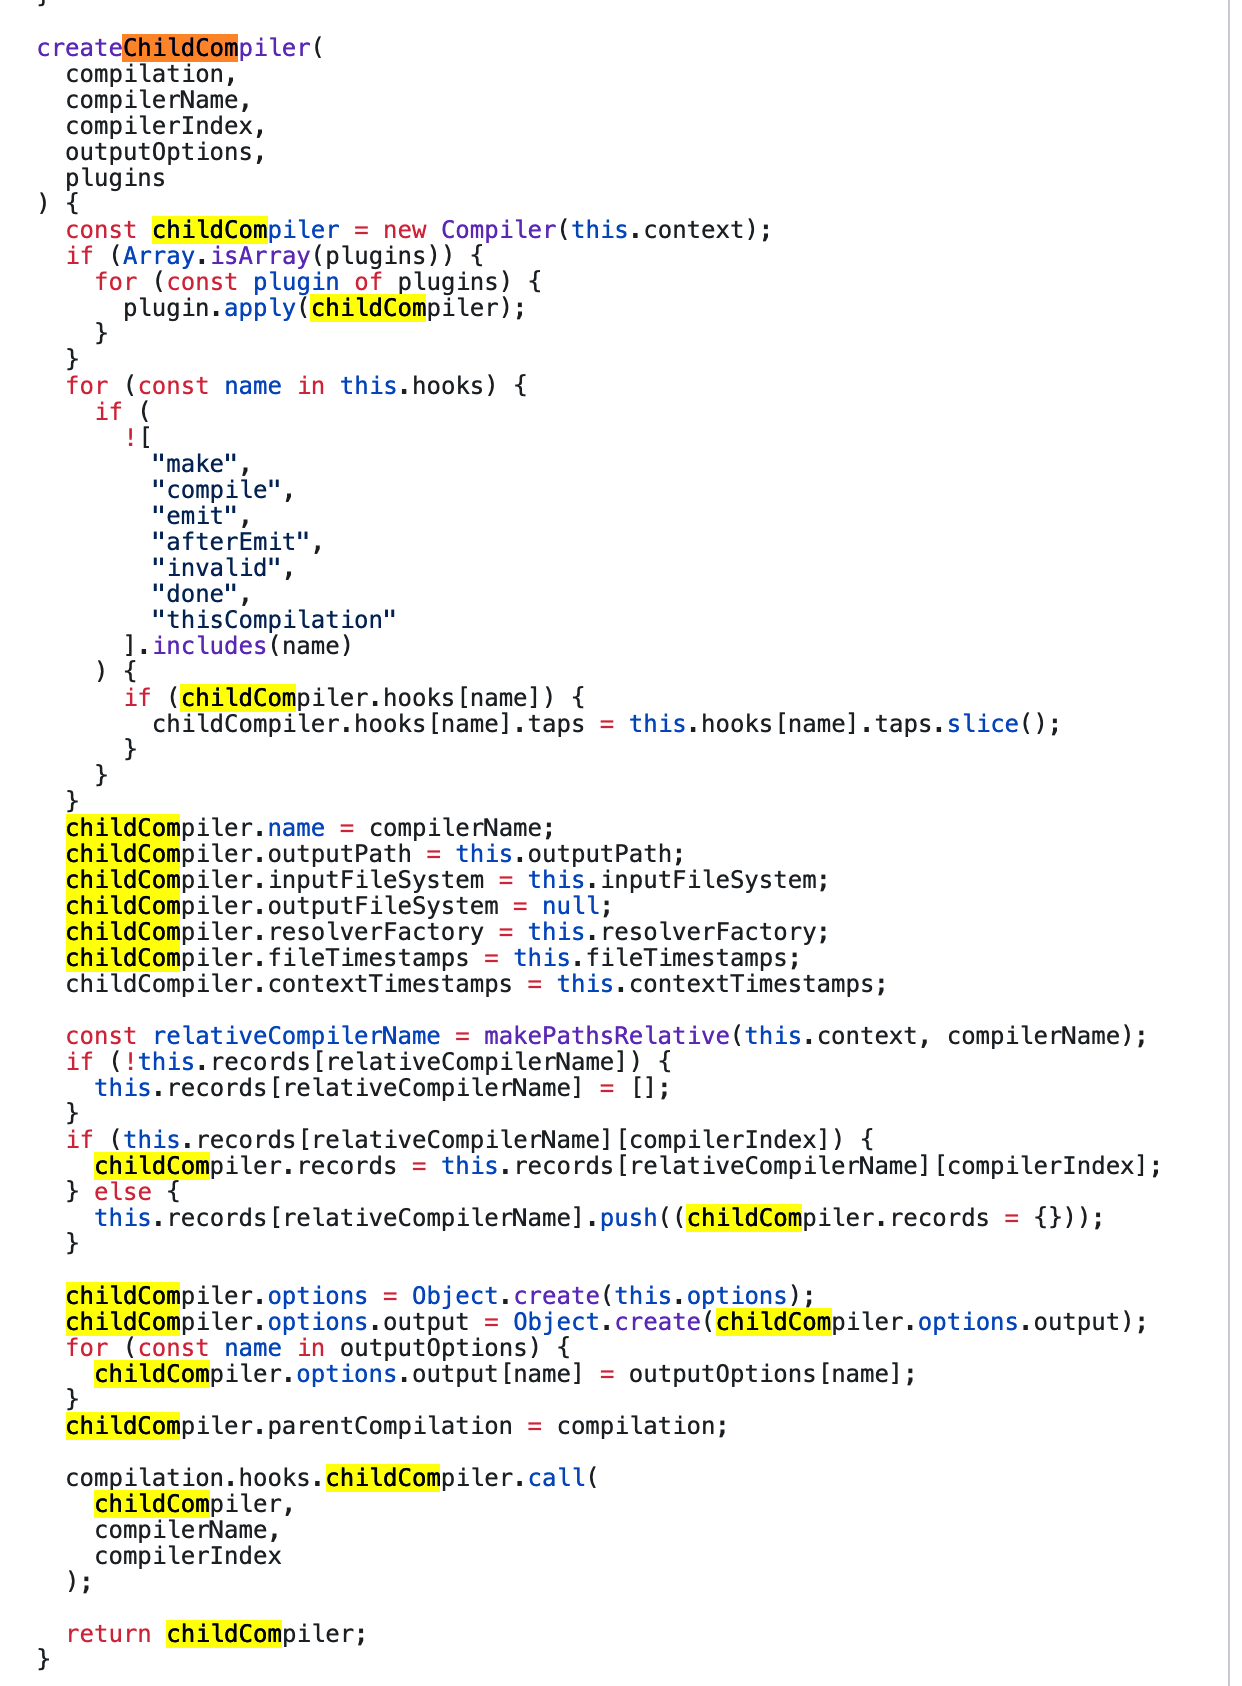 }
createChildCompiler(
  compilation,
  compilerName,
  compilerIndex,
  outputOptions,
  plugins
) {
  const childCompiler = new Compiler(this.context);
  if (Array.isArray(plugins)) {
    for (const plugin of plugins) {
      plugin.apply(childCompiler);
    }
  }
  for (const name in this.hooks) {
    if (
      ![
        "make",
        "compile",
        "emit",
        "afterEmit",
        "invalid",
        "done",
        "thisCompilation"
      ].includes(name)
    ) {
      if (childCompiler.hooks[name]) {
        childCompiler.hooks[name].taps = this.hooks[name].taps.slice();
      }
    }
  }
  childCompiler.name = compilerName;
  childCompiler.outputPath = this.outputPath;
  childCompiler.inputFileSystem = this.inputFileSystem;
  childCompiler.outputFileSystem = null;
  childCompiler.resolverFactory = this.resolverFactory;
  childCompiler.fileTimestamps = this.fileTimestamps;
  childCompiler.contextTimestamps = this.contextTimestamps;

  const relativeCompilerName = makePathsRelative(this.context, compilerName);
  if (!this.records[relativeCompilerName]) {
    this.records[relativeCompilerName] = [];
  }
  if (this.records[relativeCompilerName][compilerIndex]) {
    childCompiler.records = this.records[relativeCompilerName][compilerIndex];
  } else {
    this.records[relativeCompilerName].push((childCompiler.records = {}));
  }

  childCompiler.options = Object.create(this.options);
  childCompiler.options.output = Object.create(childCompiler.options.output);
  for (const name in outputOptions) {
    childCompiler.options.output[name] = outputOptions[name];
  }
  childCompiler.parentCompilation = compilation;

  compilation.hooks.childCompiler.call(
    childCompiler,
    compilerName,
    compilerIndex
  );

  return childCompiler;
}